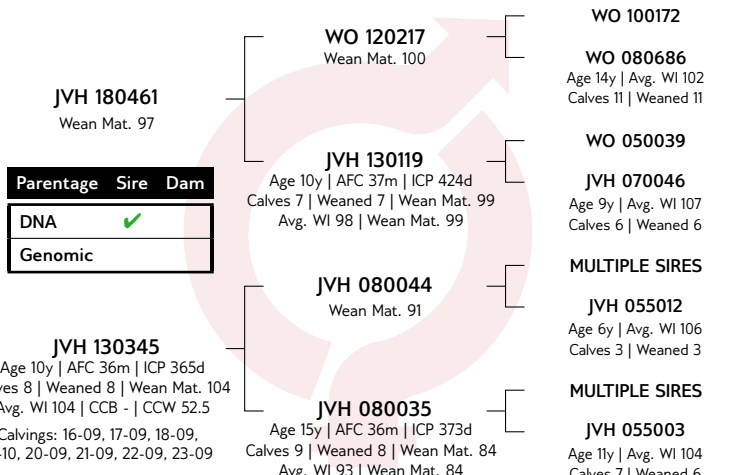 WO 100172
WO 120217
Wean Mat. 100
WO 080686
Age 14y | Avg. WI 102
Calves 11 | Weaned 11
JVH 180461
Wean Mat. 97
WO 050039
JVH 130119
Age 10y | AFC 37m | ICP 424d
Calves 7 | Weaned 7 | Wean Mat. 99
Avg. WI 98 | Wean Mat. 99
JVH 070046
Age 9y | Avg. WI 107
Calves 6 | Weaned 6
Parentage Sire Dam
DNA ✔
Genomic
MULTIPLE SIRES
JVH 080044
Wean Mat. 91
JVH 055012
Age 6y | Avg. WI 106
Calves 3 | Weaned 3
JVH 130345
Age 10y | AFC 36m | ICP 365d
8 | Weaned 8 | Wean Mat. 104
Avg. WI 104 | CCB - | CCW 52.5
Calvings: 16-09, 17-09, 18-09,
20-09, 21-09, 22-09, 23-09
MULTIPLE SIRES
JVH 080035
Age 15y | AFC 36m | ICP 373d
Calves 9 | Weaned 8 | Wean Mat. 84
Avg. WI 93 | Wean Mat. 84
JVH 055003
Age 11y | Avg. WI 104
Calves 7 | Weaned 6